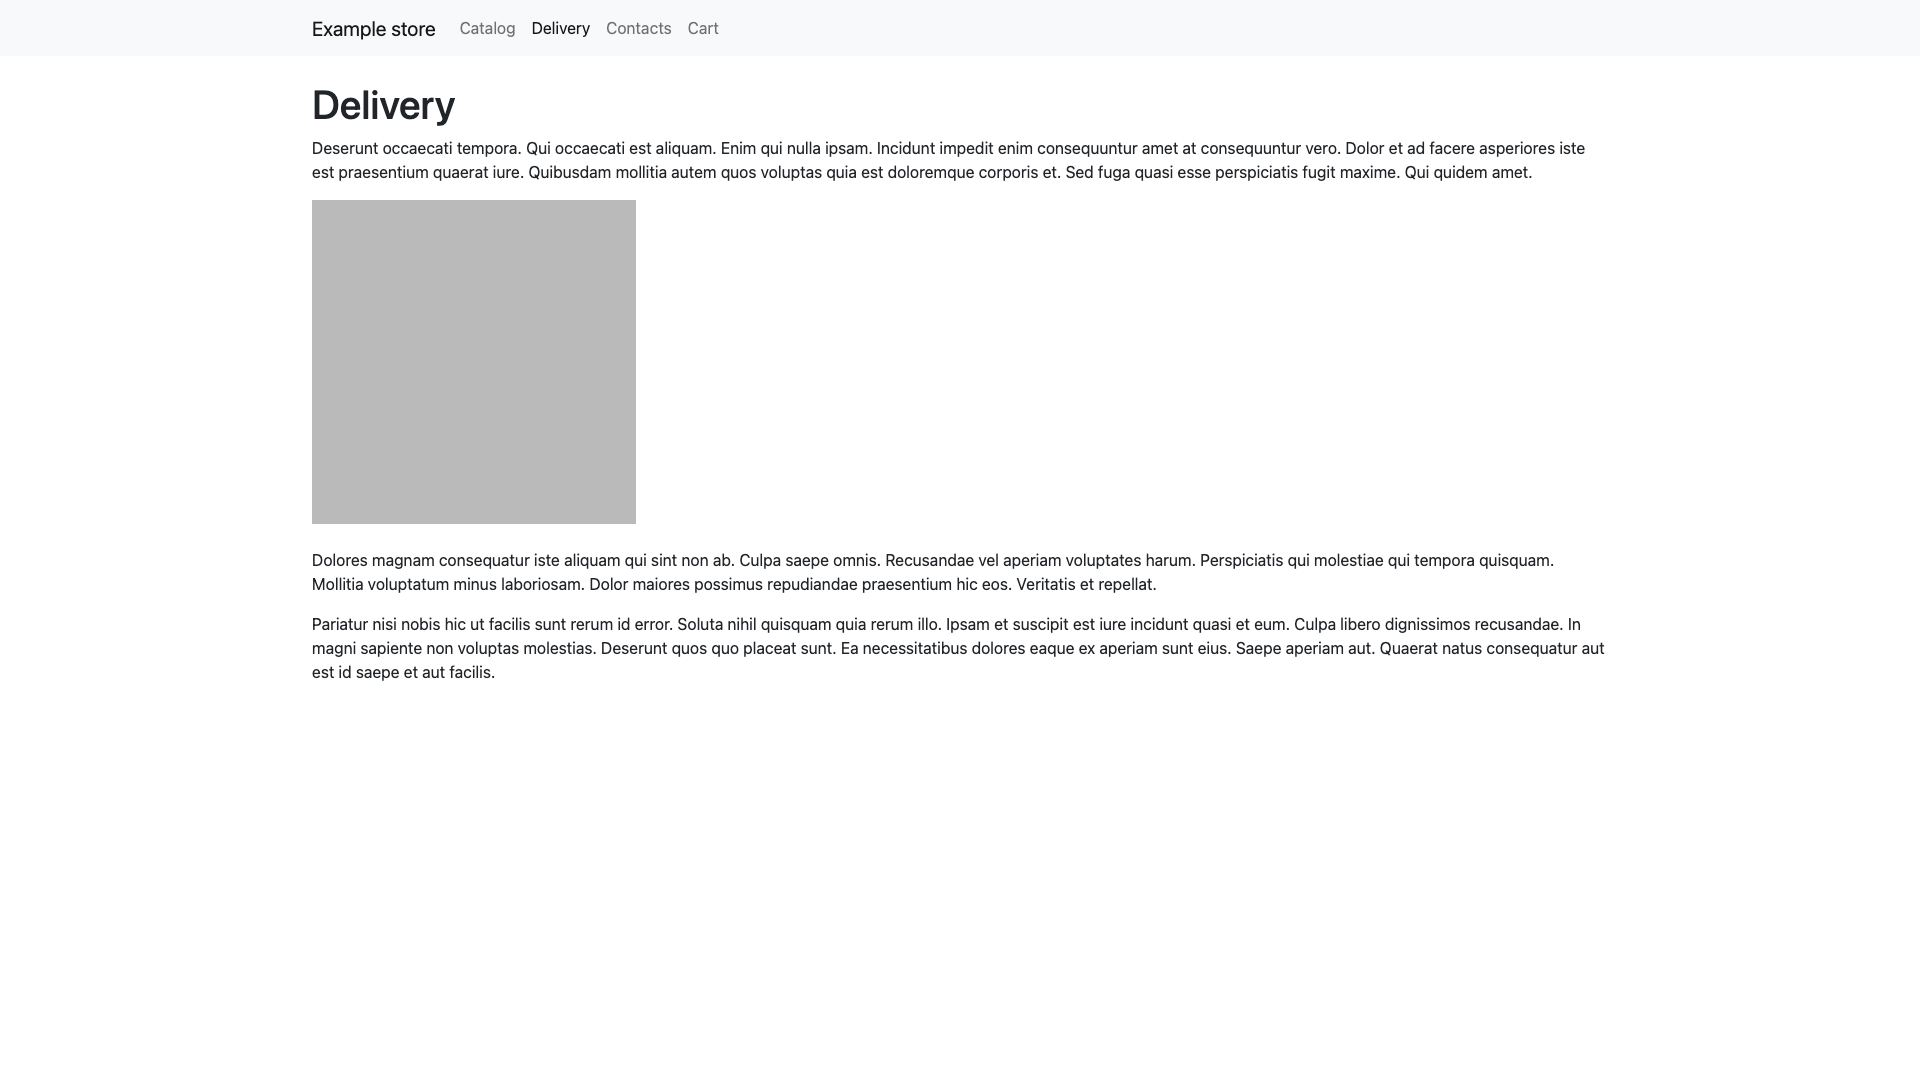 Example store Catalog Delivery Contacts Cart
Delivery
Deserunt occaecati tempora. Qui occaecati est aliquam. Enim qui nulla ipsam. Incidunt impedit enim consequuntur amet at consequuntur vero. Dolor et ad facere asperiores iste
est praesentium quaerat iure. Quibusdam mollitia autem quos voluptas quia est doloremque corporis et. Sed fuga quasi esse perspiciatis fugit maxime. Qui quidem amet.
Dolores magnam consequatur iste aliquam qui sint non ab. Culpa saepe omnis. Recusandae vel aperiam voluptates harum. Perspiciatis qui molestiae qui tempora quisquam.
Mollitia voluptatum minus laboriosam. Dolor maiores possimus repudiandae praesentium hic eos. Veritatis et repellat.
Pariatur nisi nobis hic ut facilis sunt rerum id error. Soluta nihil quisquam quia rerum illo. Ipsam et suscipit est iure incidunt quasi et eum. Culpa libero dignissimos recusandae. In
magni sapiente non voluptas molestias. Deserunt quos quo placeat sunt. Ea necessitatibus dolores eaque ex aperiam sunt eius. Saepe aperiam aut. Quaerat natus consequatur aut
est id saepe et aut facilis.